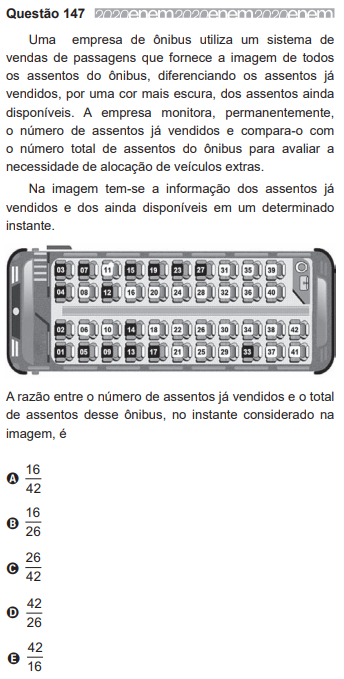 Questão 147 2020enem2020enem2020enem
Uma empresa de ônibus utiliza um sistema de
vendas de passagens que fornece a imagem de todos
os assentos do ônibus, diferenciando os assentos já
vendidos, por uma cor mais escura, dos assentos ainda
disponíveis. A empresa monitora, permanentemente,
o número de assentos já vendidos e compara-o com
o número total de assentos do ônibus para avaliar a
necessidade de alocação de veículos extras.
Na imagem tem-se a informação dos assentos já
vendidos e dos ainda disponíveis em um determinado
instante.
03 07 11 15 19 23 27 31 35 39
04 08 12 16 20 24 28 32 36 40
02 06 10 14 18 22 26 30 34 38 42
01 05 09 13 17 21 25 29 33 37 41
A razão entre o número de assentos já vendidos e o total
de assentos desse ônibus, no instante considerado na
imagem, é
A 16/42
B 16/26
C 26/42
D 42/26
E 42/16